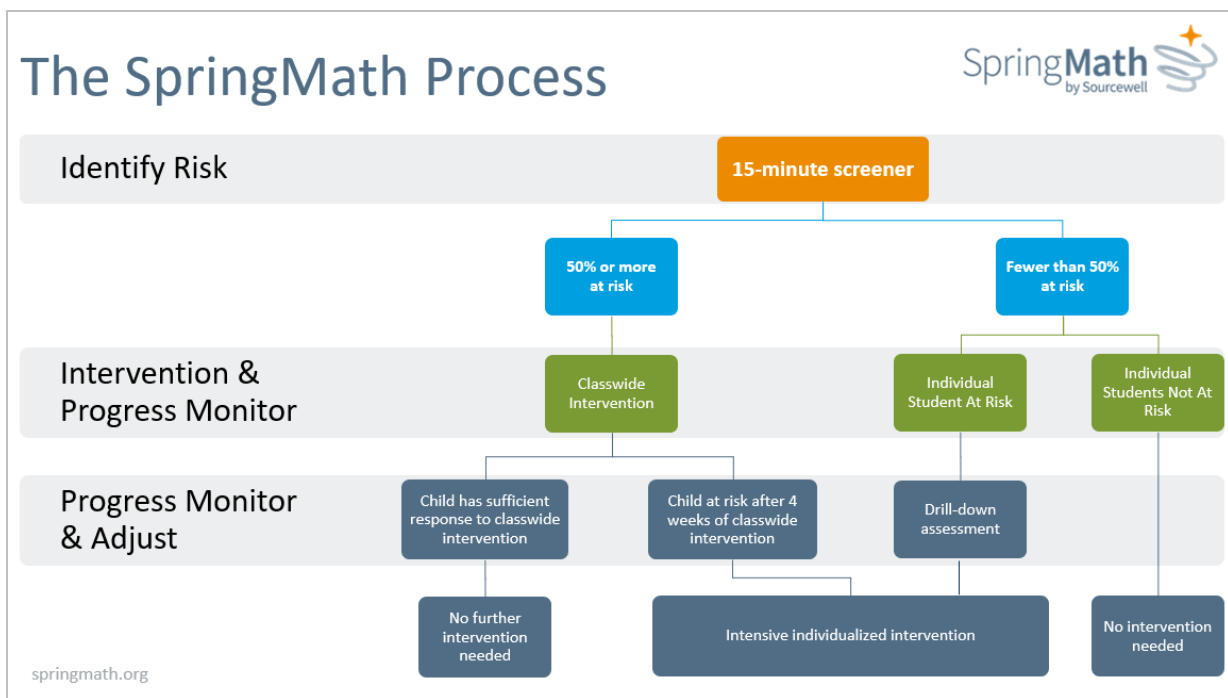 The SpringMath Process
SpringMath
by Sourcewell
Identify Risk
15-minute screener
50% or more
at risk
Fewer than 50%
at risk
Intervention &
Progress Monitor
Classwide
Intervention
Individual
Student At Risk
Individual
Students Not At
Risk
Progress Monitor
& Adjust
Child has sufficient
response to classwide
intervention
Child at risk after 4
weeks of classwide
intervention
Drill-down
assessment
No further
intervention
needed
Intensive individualized intervention
No intervention
needed
springmath.org